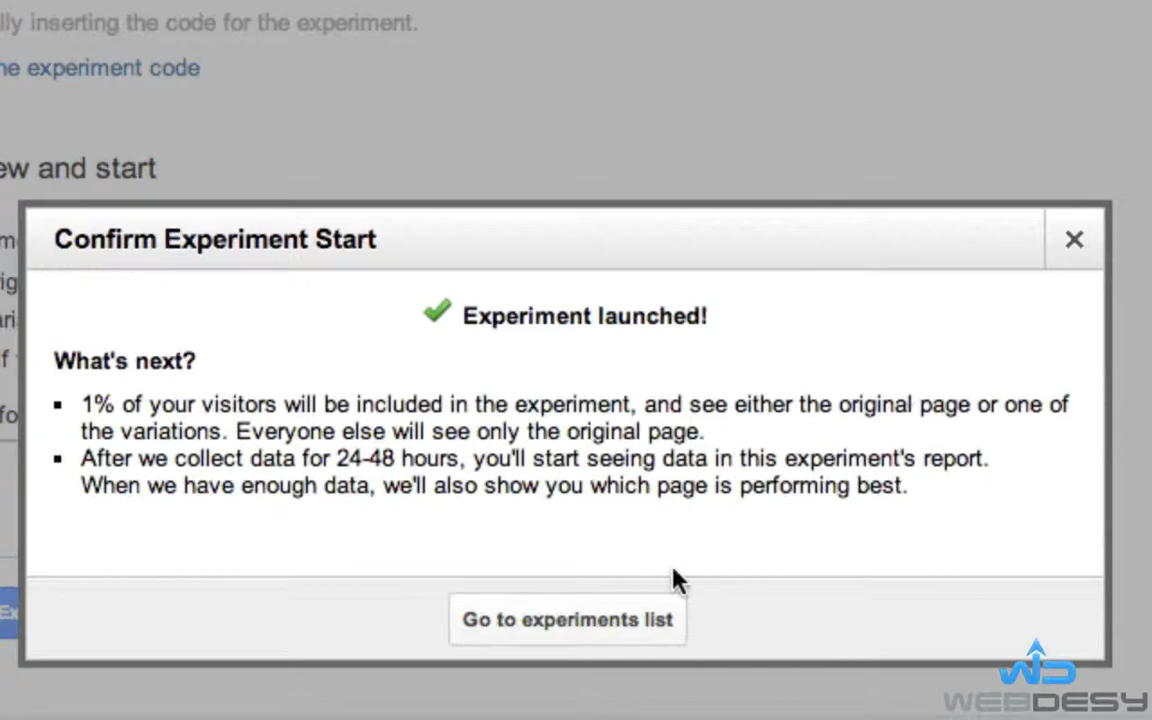 lly inserting the code for the experiment.
he experiment code
ew and start
Confirm Experiment Start
Experiment launched!
What's next?
1% of your visitors will be included in the experiment, and see either the original page or one of
the variations. Everyone else will see only the original page.
After we collect data for 24-48 hours, you'll start seeing data in this experiment's report.
When we have enough data, we'll also show you which page is performing best.
Go to experiments list
WEBDESY